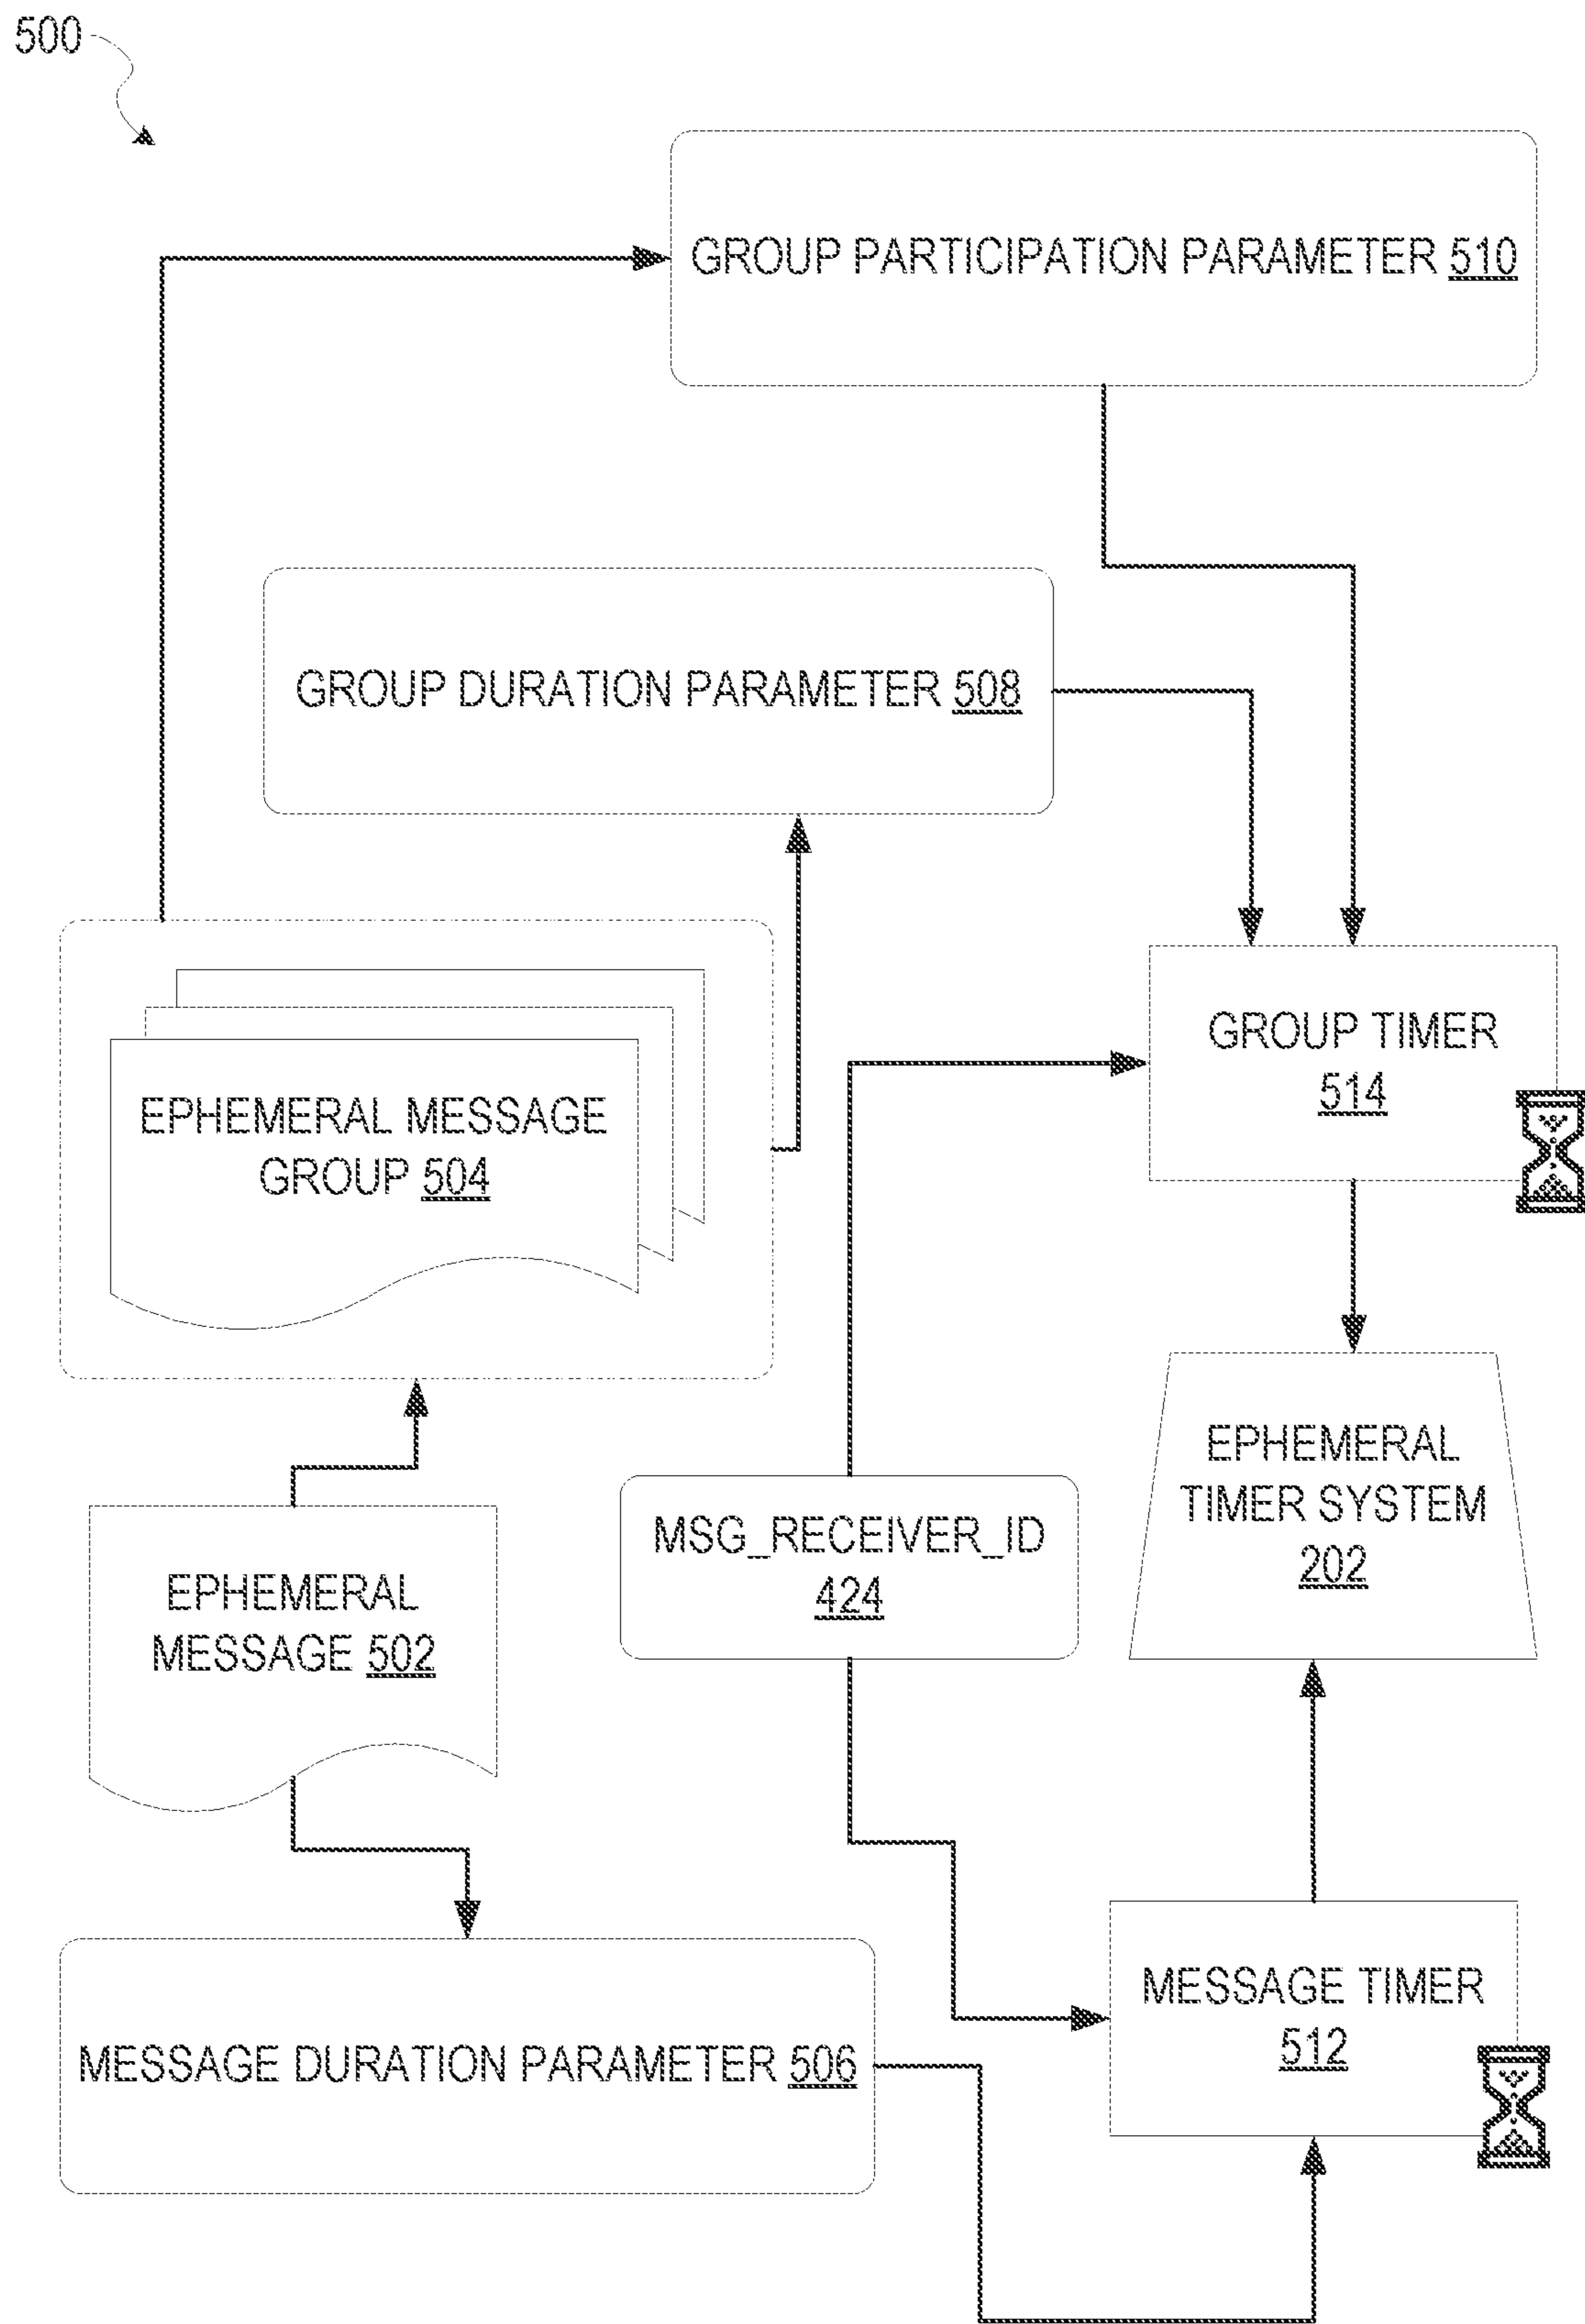 500
GROUP PARTICIPATION PARAMETER 510
GROUP DURATION PARAMETER 508
GROUP TIMER
514
EPHEMERAL MESSAGE
GROUP 504
EPHEMERAL
TIMER SYSTEM
202
MSG_RECEIVER_ID
424
EPHEMERAL
MESSAGE 502
MESSAGE TIMER
512
MESSAGE DURATION PARAMETER 506